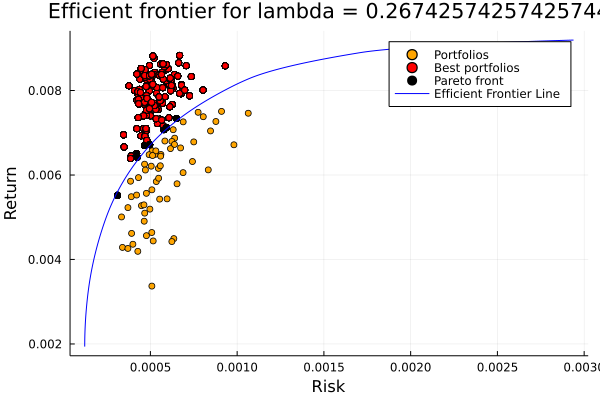 Efficient frontier for lambda = 0.26742574257425744
Return
0.008
0.006
0.004
0.002
Portfolios
Best portfolios
Pareto front
Efficient Frontier Line
0.0005
0.0010
0.0015
0.0020
0.0025
0.0030
Risk